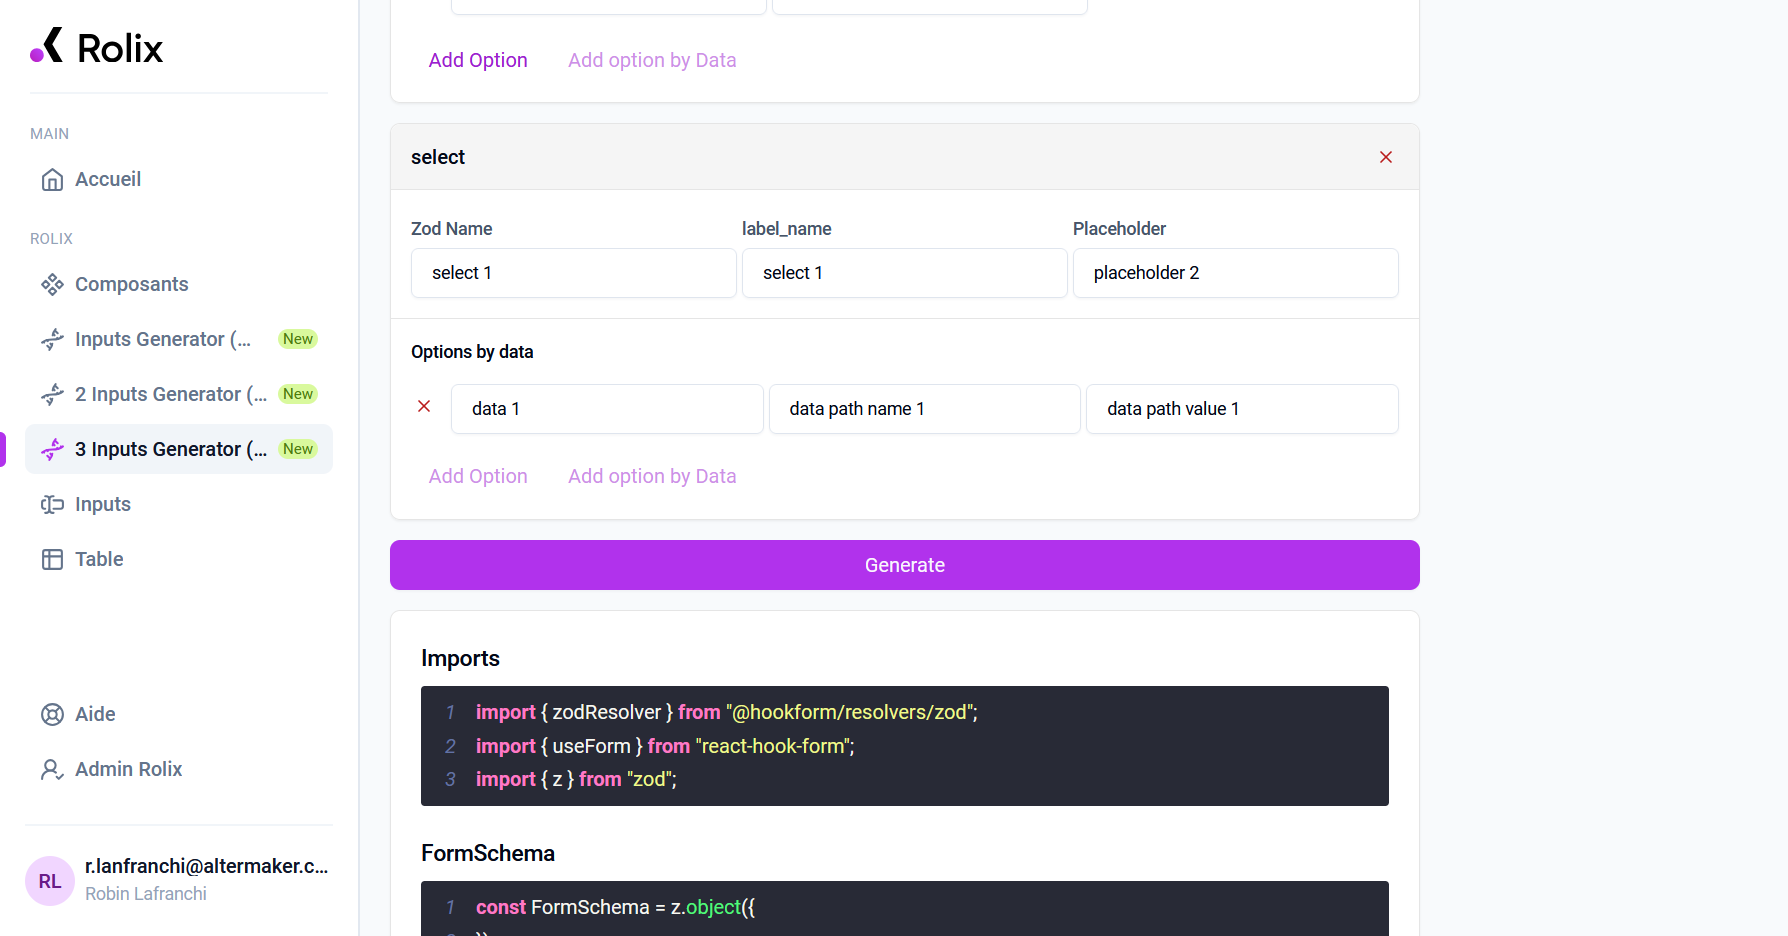 Rolix
MAIN
Accueil
ROLIX
Composants
Inputs Generator (... New
2 Inputs Generator (... New
3 Inputs Generator (... New
Inputs
Table
Aide
Admin Rolix
RL
r.lanfranchi@altermaker.c...
Robin Lafranchi
Add Option Add option by Data
select
Zod Name label_name Placeholder
select 1 select 1 placeholder 2
Options by data
data 1 data path name 1 data path value 1
Add Option Add option by Data
Generate
Imports
1 import { zodResolver } from "@hookform/resolvers/zod";
2 import { useForm } from "react-hook-form";
3 import { z } from "zod";
FormSchema
1 const FormSchema = z.object({